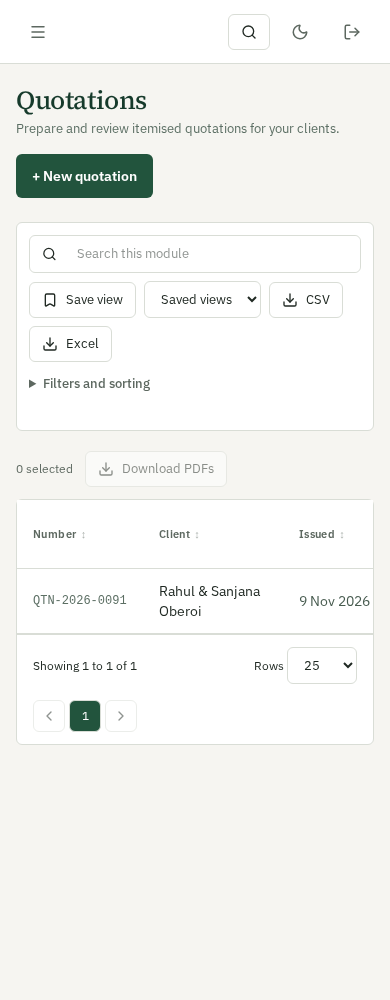 Quotations
Prepare and review itemised quotations for your clients.
+ New quotation
Search this module
Save view
Saved views
CSV
Excel
Filters and sorting
0 selected
Download PDFs
Number ↕ Client ↕ Issued ↕
QTN-2026-0091 Rahul & Sanjana Oberoi 9 Nov 2026
Showing 1 to 1 of 1
Rows 25
1